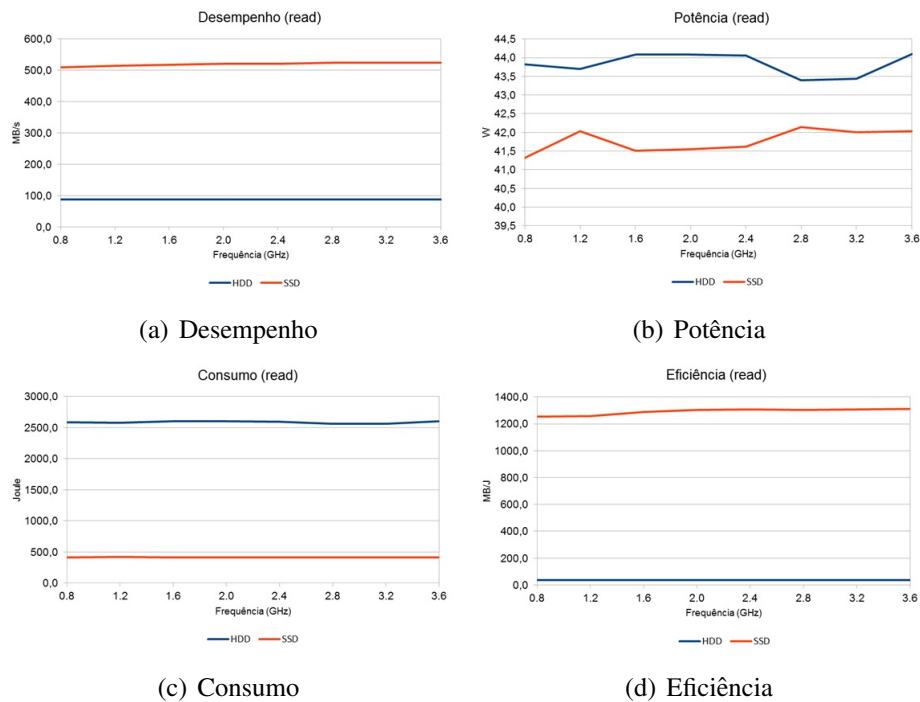 Desempenho (read)
600,0
500,0
400,0
300,0
200,0
100,0
0,0
MB/s
0.8 1.2 1.6 2.0 2.4 2.8 3.2 3.6
Frequência (GHz)
HDD SSD
(a) Desempenho
Potência (read)
44,5
44,0
43,5
43,0
42,5
42,0
41,5
41,0
40,5
40,0
39,5
W
0.8 1.2 1.6 2.0 2.4 2.8 3.2 3.6
Frequência (GHz)
HDD SSD
(b) Potência
Consumo (read)
3000,0
2500,0
2000,0
1500,0
1000,0
500,0
0,0
Joule
0.8 1.2 1.6 2.0 2.4 2.8 3.2 3.6
Frequência (GHz)
HDD SSD
(c) Consumo
Eficiência (read)
1400,0
1200,0
1000,0
800,0
600,0
400,0
200,0
0,0
MB/J
0.8 1.2 1.6 2.0 2.4 2.8 3.2 3.6
Frequência (GHz)
HDD SSD
(d) Eficiência